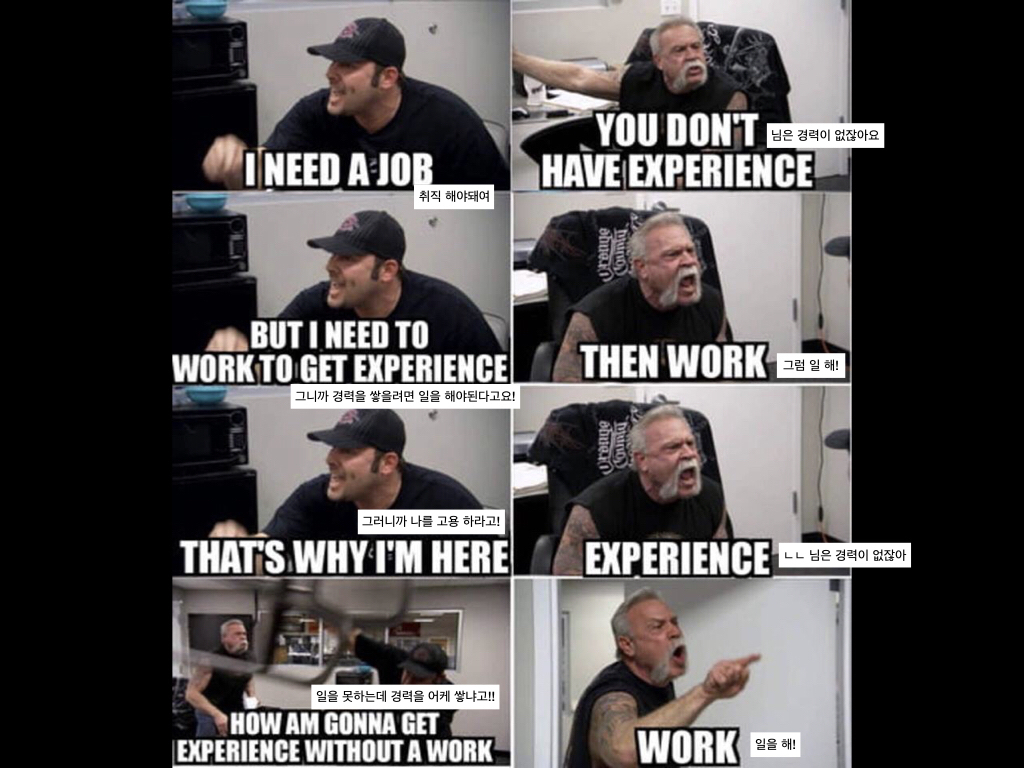 I NEED A JOB
취직 해야돼여
YOU DON'T
HAVE EXPERIENCE
님은 경력이 없잖아요
BUT I NEED TO
WORK TO GET EXPERIENCE
그니까 경력을 쌓을려면 일을 해야된다고요!
Orange
County
THEN WORK
그럼 일 해!
그러니까 나를 고용 하라고!
THAT'S WHY I'M HERE
Orange
County
EXPERIENCE
ㄴㄴ 님은 경력이 없잖아
일을 못하는데 경력을 어케 쌓냐고!!
HOW AM GONNA GET
EXPERIENCE WITHOUT A WORK
WORK
일을 해!